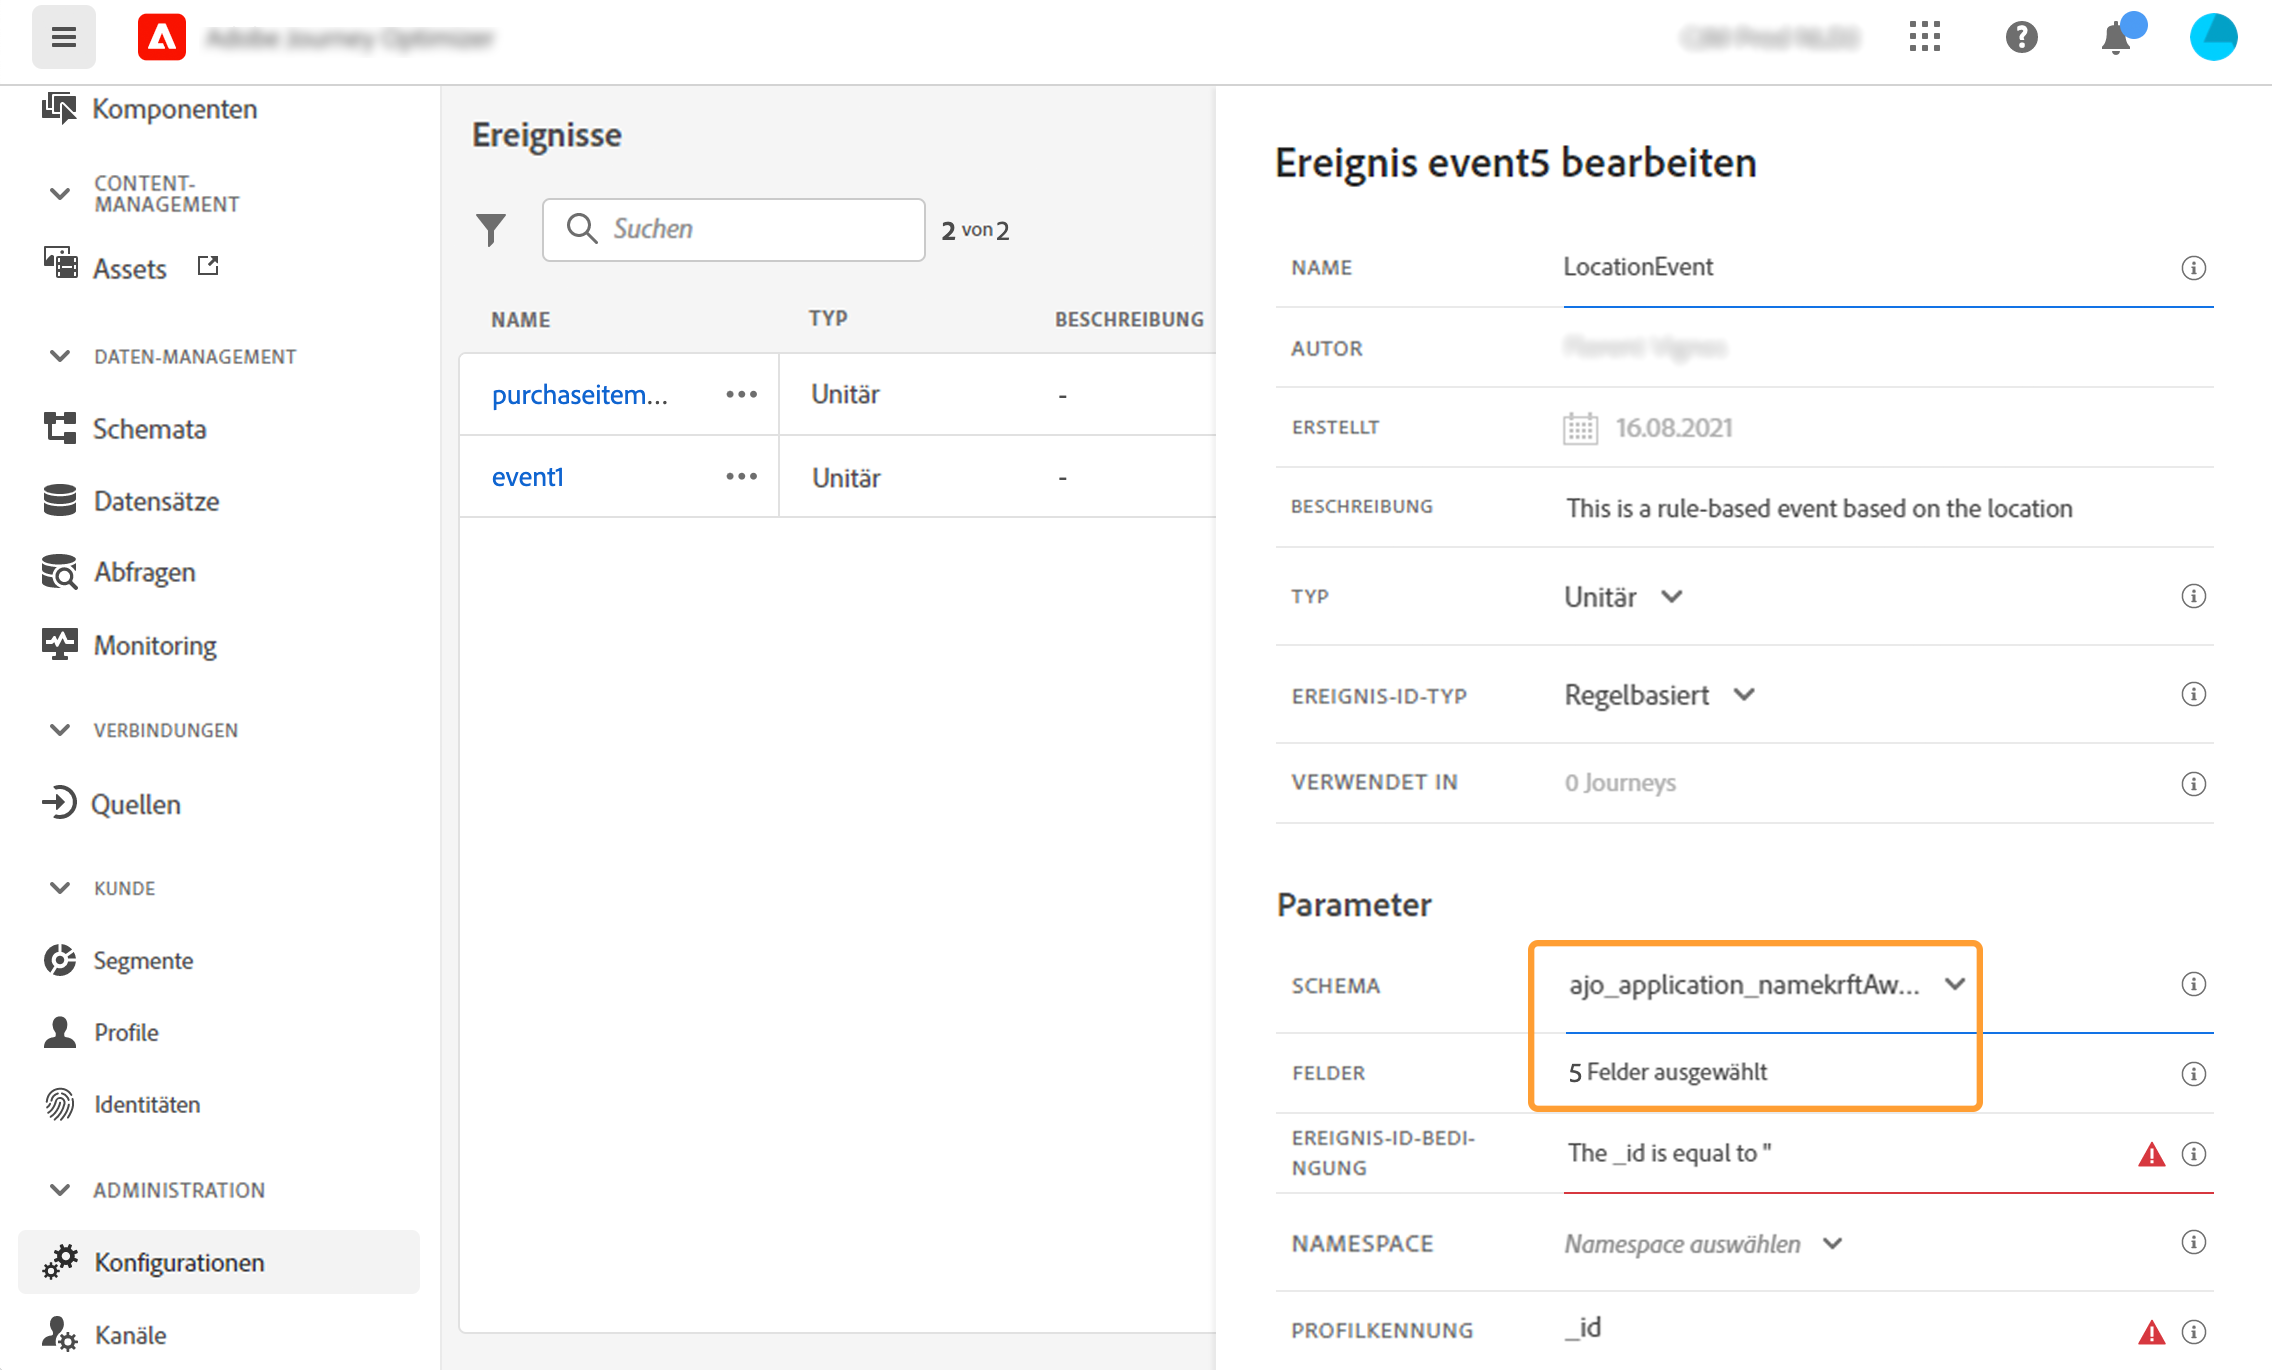 Komponenten
CONTENT-
MANAGEMENT
Assets
DATEN-MANAGEMENT
Schemata
Datensätze
Abfragen
Monitoring
VERBINDUNGEN
Quellen
KUNDE
Segmente
Profile
Identitäten
ADMINISTRATION
Konfigurationen
Kanäle
Ereignisse
Suchen
2 von 2
NAME TYP BESCHREIBUNG
purchaseitem... Unitär -
event1 Unitär -
Ereignis event5 bearbeiten
NAME LocationEvent
AUTOR
ERSTELLT 16.08.2021
BESCHREIBUNG This is a rule-based event based on the location
TYP Unitär
EREIGNIS-ID-TYP Regelbasiert
VERWENDET IN 0 Journeys
Parameter
SCHEMA ajo_application_namekrftAw...
FELDER 5 Felder ausgewählt
EREIGNIS-ID-BEDI-
NGUNG
The _id is equal to "
NAMESPACE Namespace auswählen
PROFILKENNUNG _id